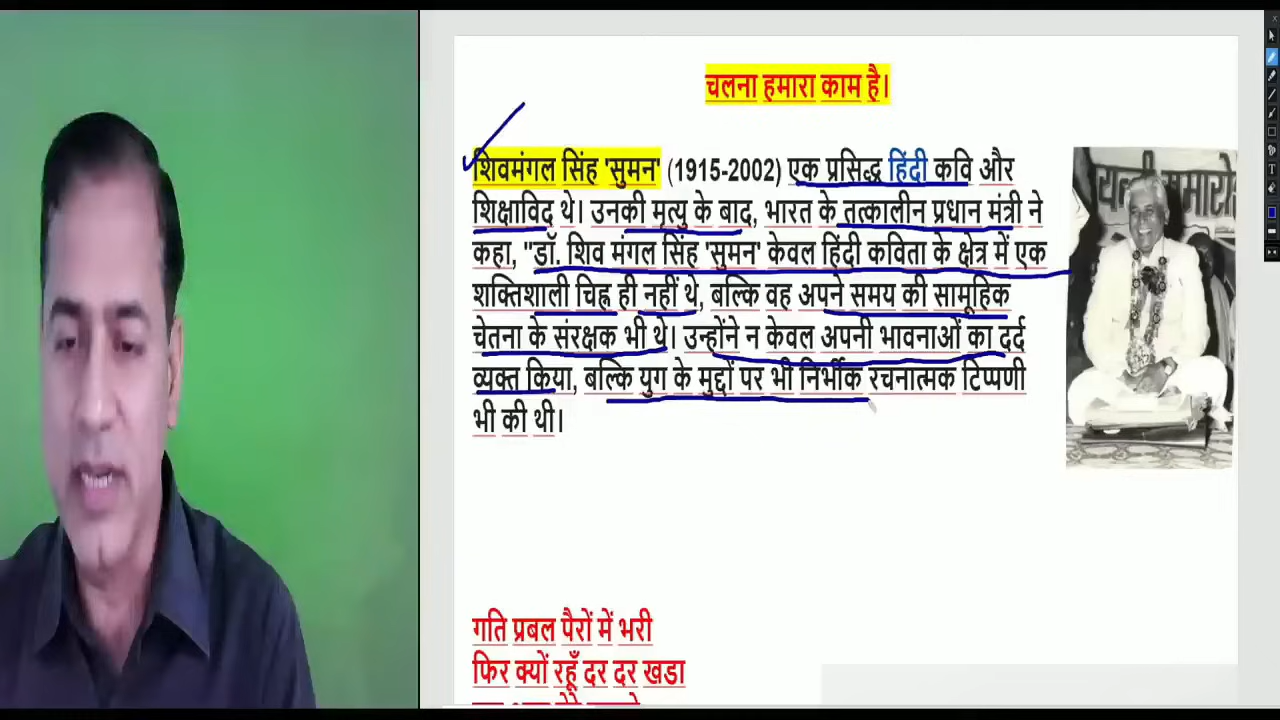 चलना हमारा काम है।
शिवमंगल सिंह 'सुमन' (1915-2002) एक प्रसिद्ध हिंदी कवि और
शिक्षाविद थे। उनकी मृत्यु के बाद, भारत के तत्कालीन प्रधान मंत्री ने
कहा, "डॉ. शिव मंगल सिंह 'सुमन' केवल हिंदी कविता के क्षेत्र में एक
शक्तिशाली चिह्न ही नहीं थे, बल्कि वह अपने समय की सामूहिक
चेतना के संरक्षक भी थे। उन्होंने न केवल अपनी भावनाओं का दर्द
व्यक्त किया, बल्कि युग के मुद्दों पर भी निर्भीक रचनात्मक टिप्पणी
भी की थी।
गति प्रबल पैरों में भरी
फिर क्यों रहूँ दर दर खडा